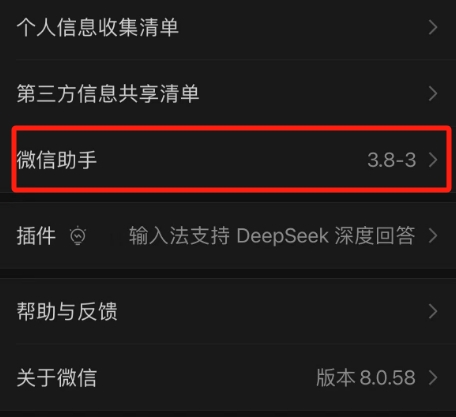 个人信息收集清单
第三方信息共享清单
微信助手 3.8-3
插件 输入法支持 DeepSeek 深度回答
帮助与反馈
关于微信 版本 8.0.58